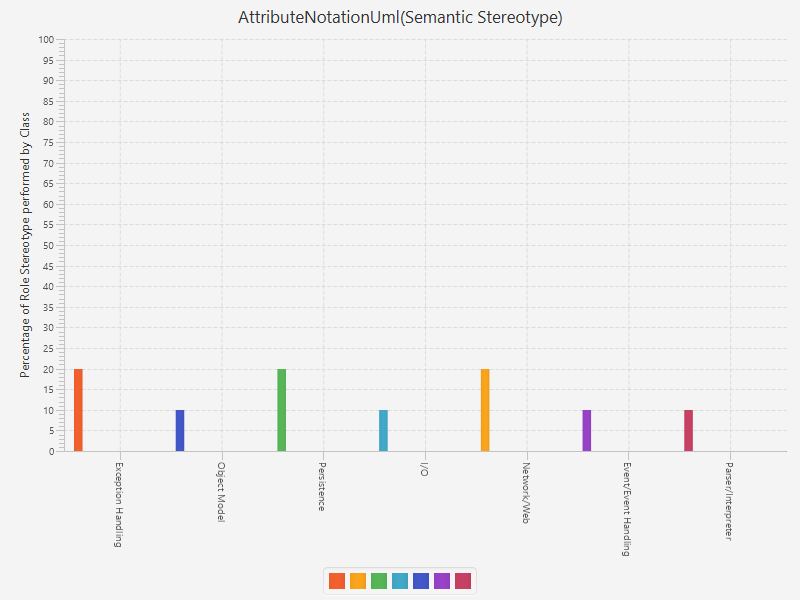 AttributeNotationUml(Semantic Stereotype)
Percentage of Role Stereotype performed by Class
100
95
90
85
80
75
70
65
60
55
50
45
40
35
30
25
20
15
10
5
0
Exception Handling
Object Model
Persistence
I/O
Network/Web
Event/Event Handling
Parser/Interpreter